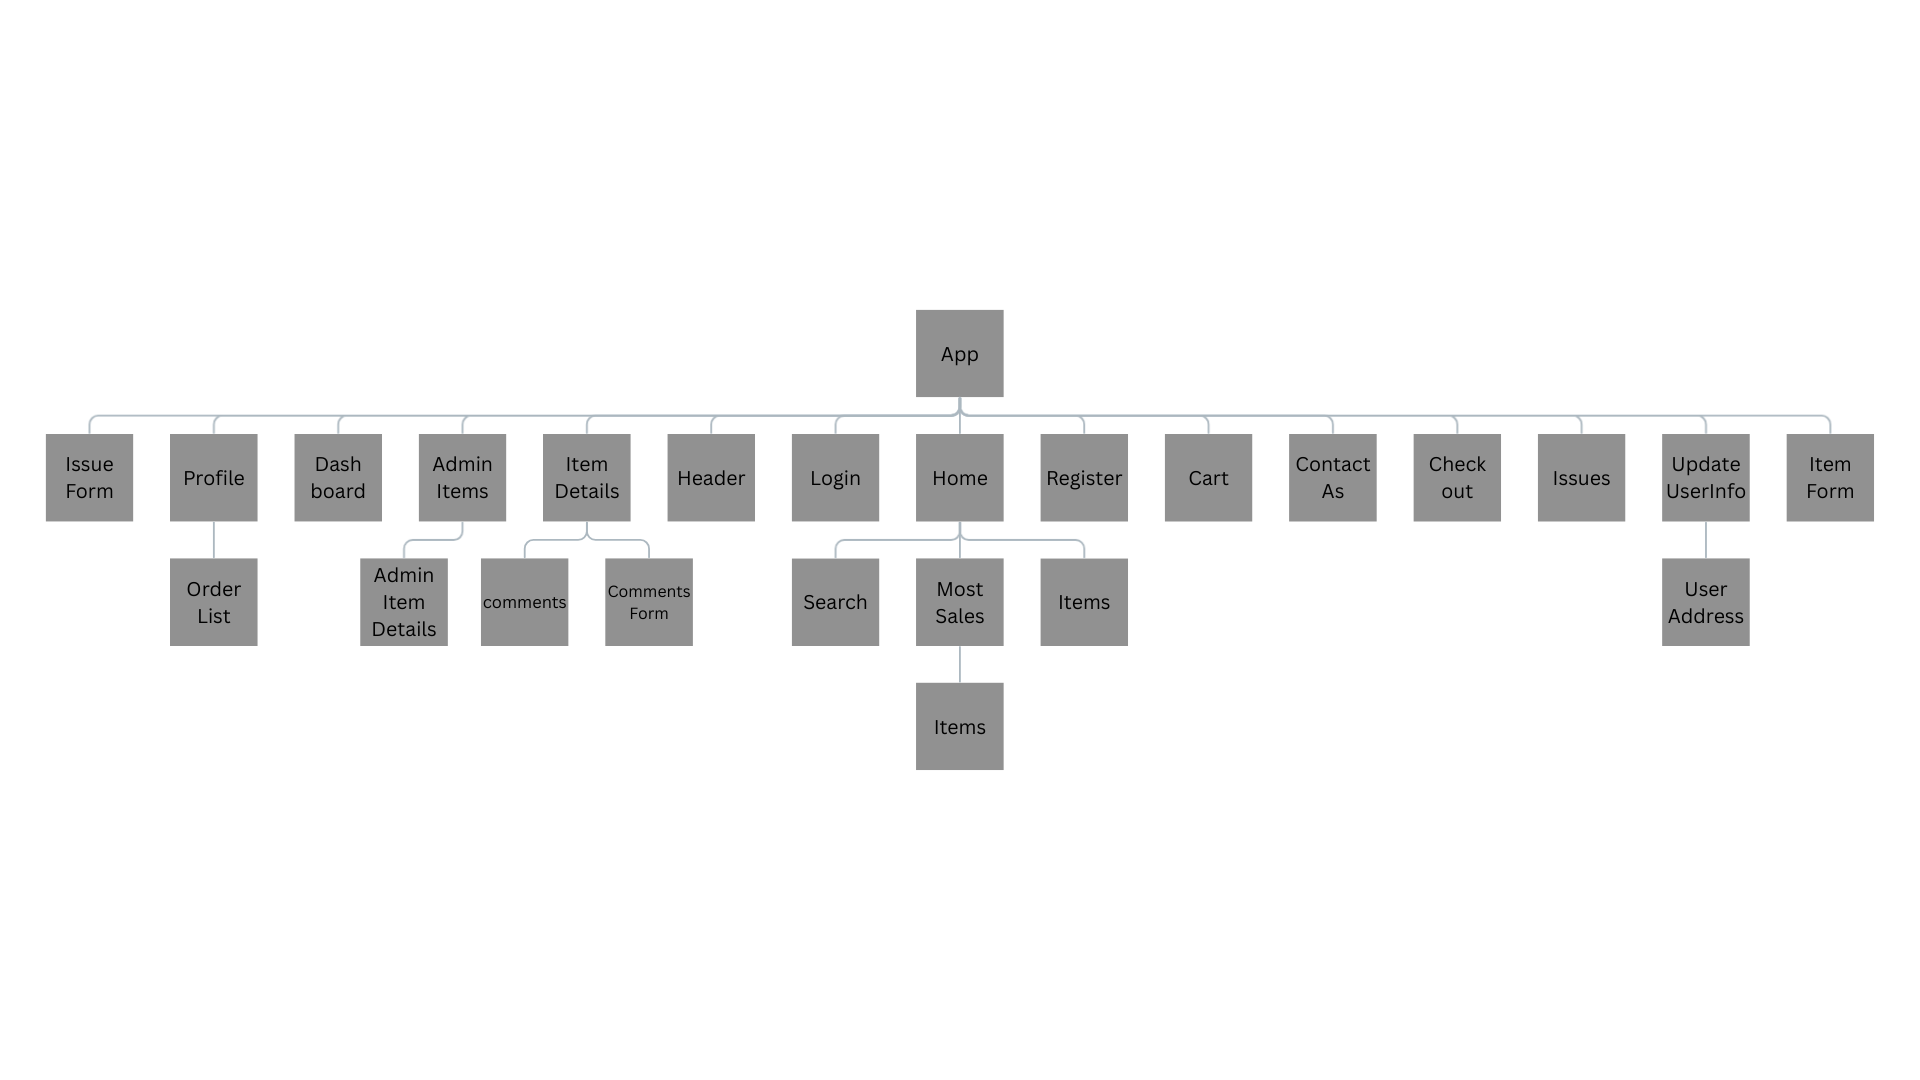 App
Issue
Form
Profile
Dash
board
Admin
Items
Item
Details
Header
Login
Home
Register
Cart
Contact
As
Check
out
Issues
Update
UserInfo
Item
Form
Order
List
Admin
Item
Details
comments
Comments
Form
Search
Most
Sales
Items
User
Address
Items